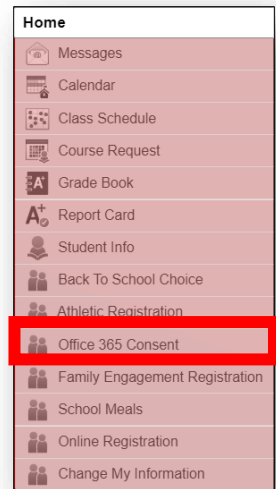 Home
Messages
Calendar
Class Schedule
Course Request
Grade Book
Report Card
Student Info
Back To School Choice
Athletic Registration
Office 365 Consent
Family Engagement Registration
School Meals
Online Registration
Change My Information